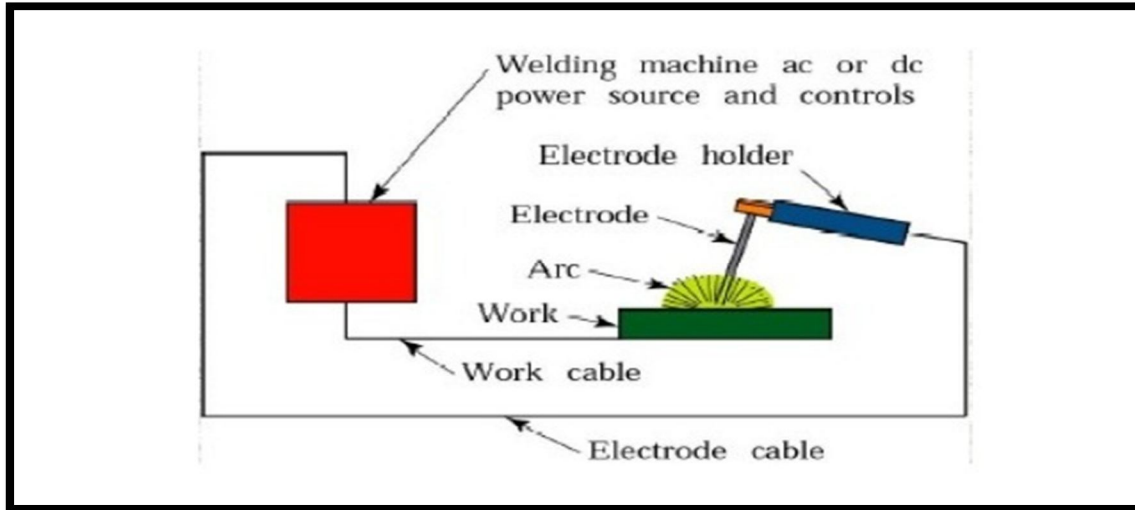 Welding machine ac or dc
power source and controls
Electrode holder
Electrode
Arc
Work
Work cable
Electrode cable